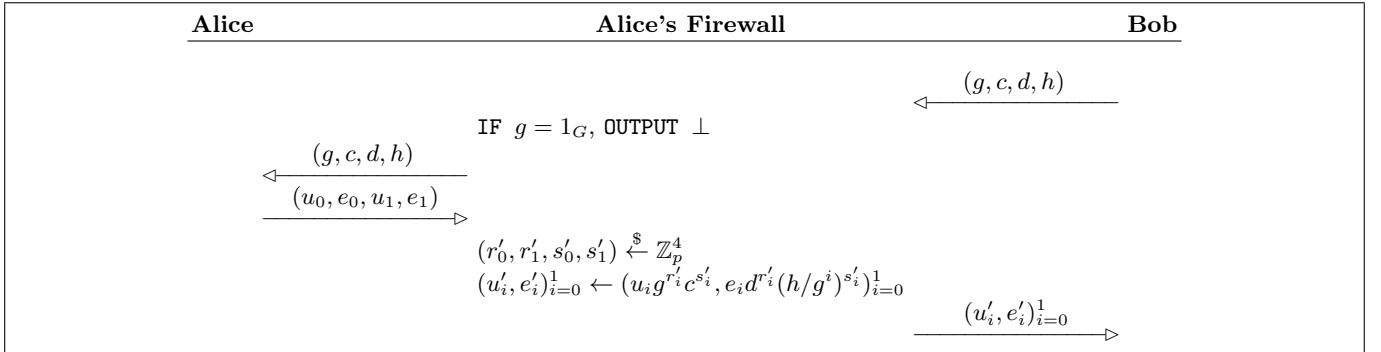 Alice Alice's Firewall Bob
(g, c, d, h)
IF g = 1_G, OUTPUT ⊥
(g, c, d, h)
(u_0, e_0, u_1, e_1)
(r'_0, r'_1, s'_0, s'_1) \xleftarrow{\$} ℤ_p^4
(u'_i, e'_i)_{i=0}^1 ← (u_i g^{r'_i} c^{s'_i}, e_i d^{r'_i} (h/g^i)^{s'_i})_{i=0}^1
(u'_i, e'_i)_{i=0}^1